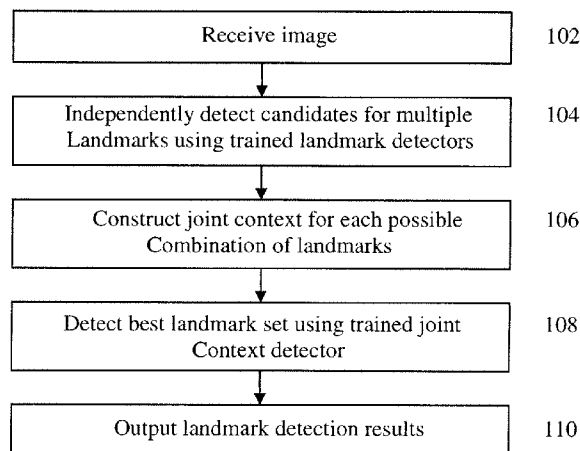 Receive image 102
Independently detect candidates for multiple 104
Landmarks using trained landmark detectors
Construct joint context for each possible 106
Combination of landmarks
Detect best landmark set using trained joint 108
Context detector
Output landmark detection results 110